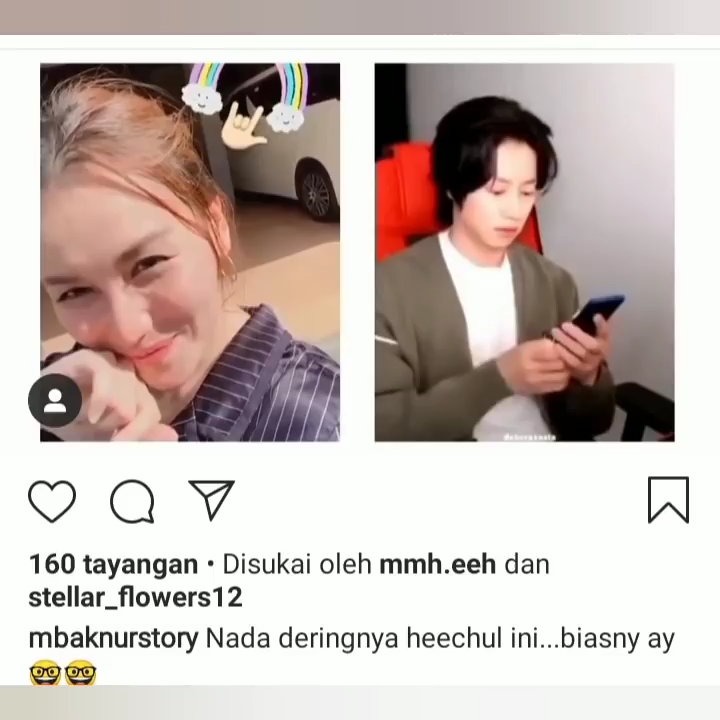 160 tayangan • Disukai oleh mmh.eeh dan
stellar_flowers12
mbaknurstory Nada deringnya heechul ini...biasny ay
🤓🤓